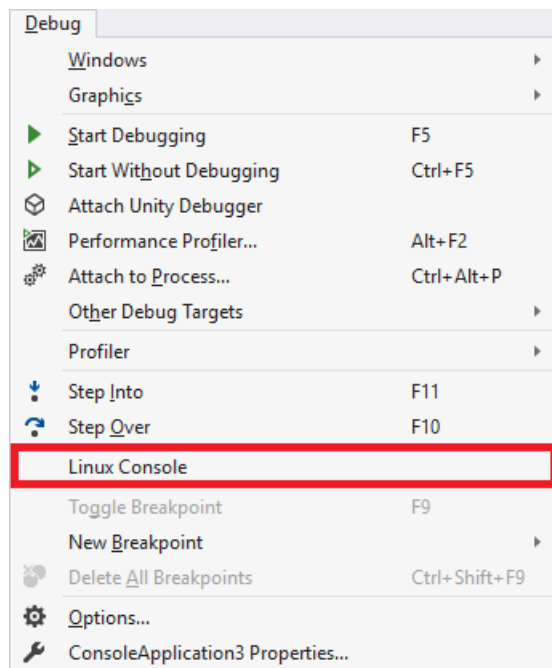 Debug
Windows
Graphics
Start Debugging F5
Start Without Debugging Ctrl+F5
Attach Unity Debugger
Performance Profiler... Alt+F2
Attach to Process... Ctrl+Alt+P
Other Debug Targets
Profiler
Step Into F11
Step Over F10
Linux Console
Toggle Breakpoint F9
New Breakpoint
Delete All Breakpoints Ctrl+Shift+F9
Options...
ConsoleApplication3 Properties...